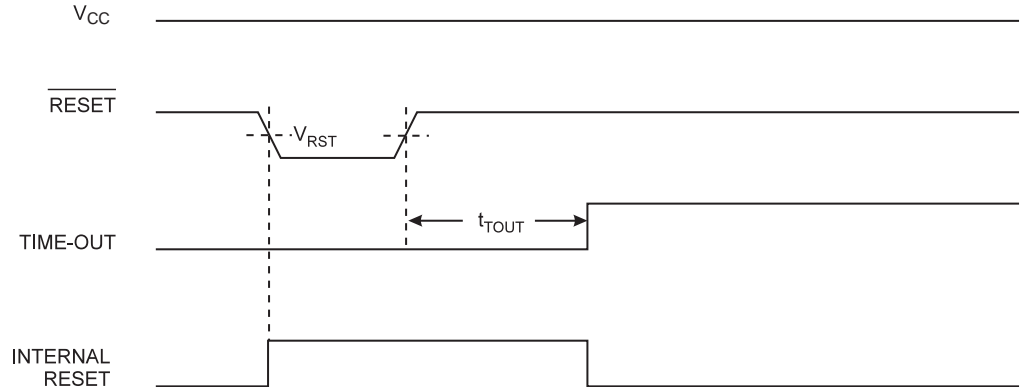 VCC
RESET
VRST
tTOUT
TIME-OUT
INTERNAL
RESET